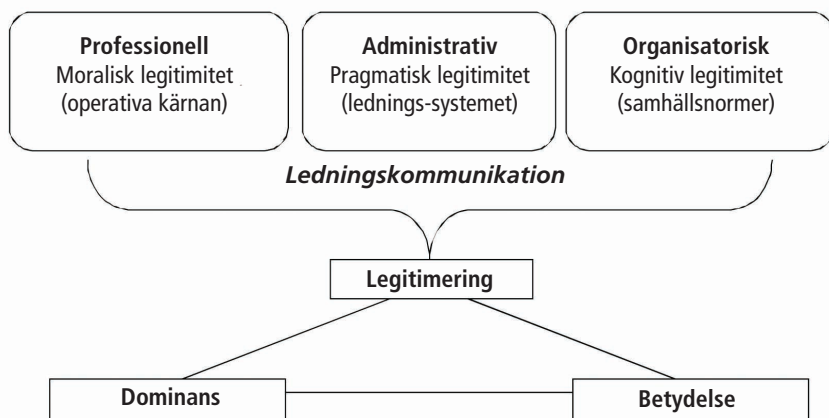 Professionell
Moralisk legitimitet
(operativa kärnan)
Administrativ
Pragmatisk legitimitet
(lednings-systemet)
Organisatorisk
Kognitiv legitimitet
(samhällsnormer)
Ledningskommunikation
Legitimering
Dominans
Betydelse